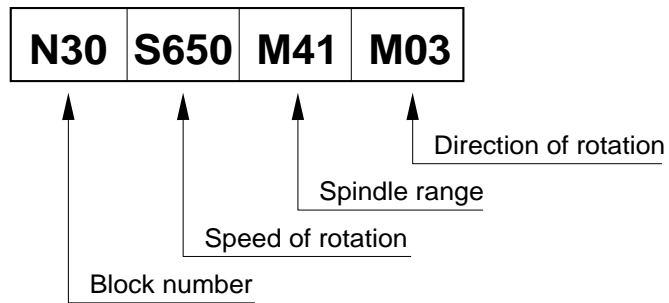 N30 S650 M41 M03
Direction of rotation
Spindle range
Speed of rotation
Block number